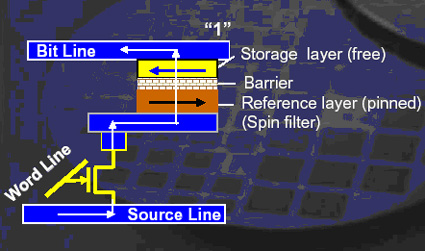 “1”
Bit Line
Storage layer (free)
Barrier
Reference layer (pinned)
(Spin filter)
Word Line
Source Line